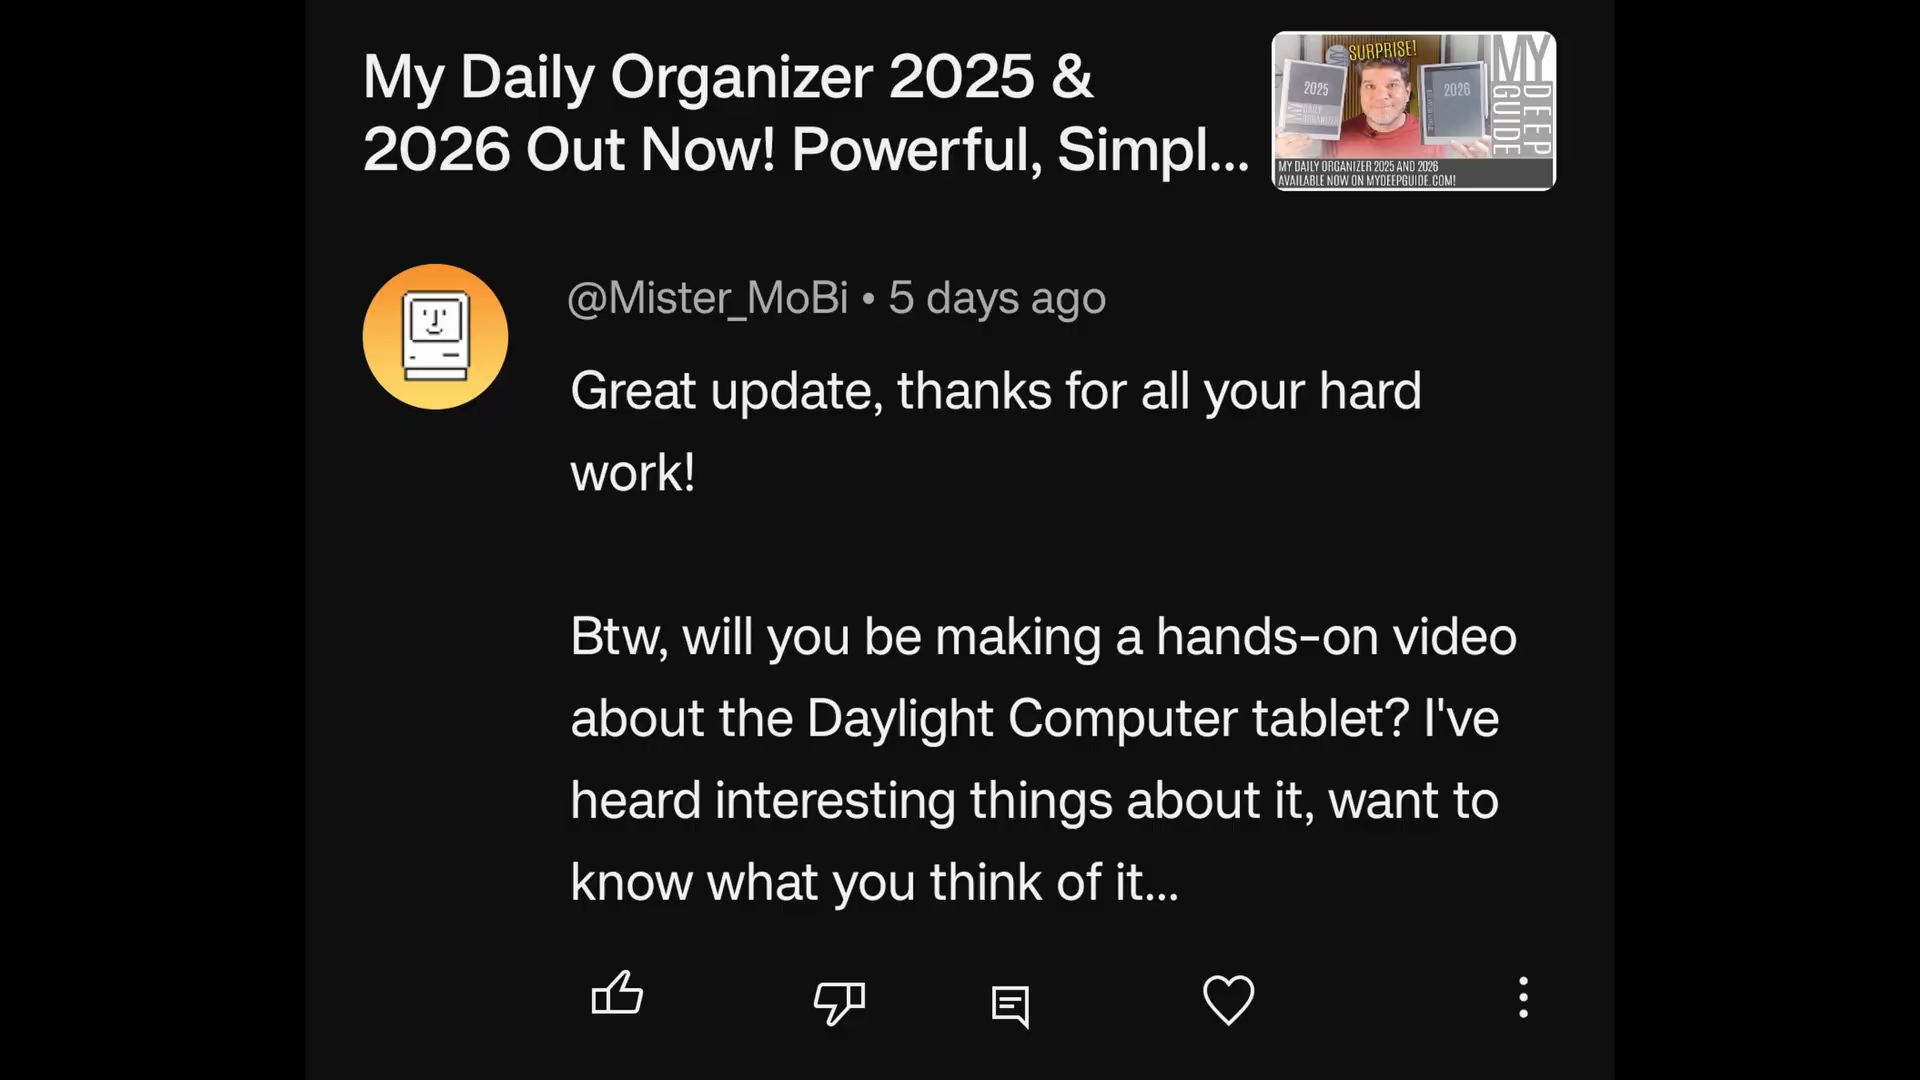 My Daily Organizer 2025 &
2026 Out Now! Powerful, Simpl...
SURPRISE!
2025
MY DAILY ORGANIZER
2026
MY DEEP GUIDE
MY DAILY ORGANIZER 2025 AND 2026
AVAILABLE NOW ON MYDEEPGUIDE.COM!
@Mister_MoBi • 5 days ago
Great update, thanks for all your hard
work!
Btw, will you be making a hands-on video
about the Daylight Computer tablet? I've
heard interesting things about it, want to
know what you think of it...